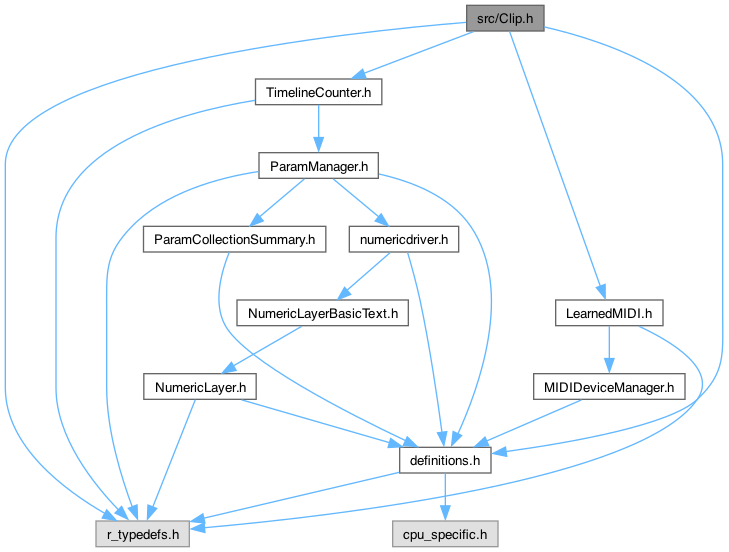 src/Clip.h
TimelineCounter.h
ParamManager.h
ParamCollectionSummary.h
numericdriver.h
NumericLayerBasicText.h
LearnedMIDI.h
NumericLayer.h
MIDIDeviceManager.h
definitions.h
r_typedefs.h
cpu_specific.h